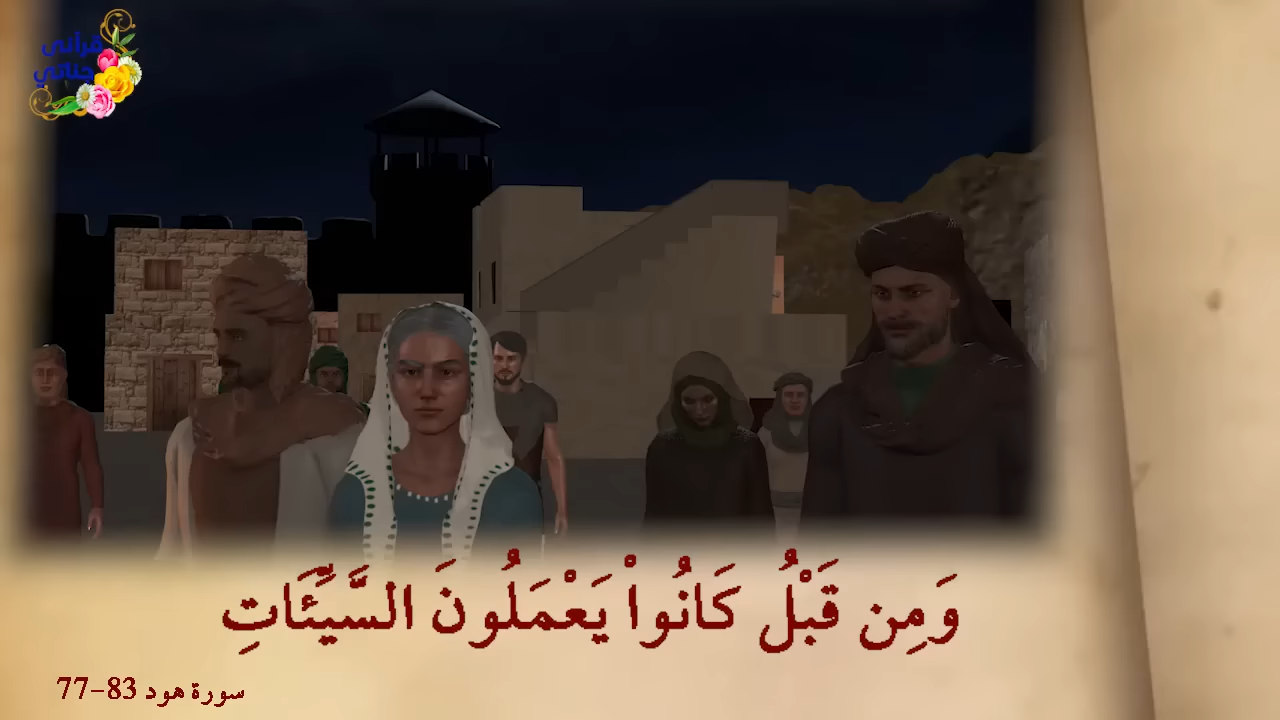 قرآني
جناتي
وَمِن قَبْلُ كَانُواْ يَعْمَلُونَ السَّيِّئَاتِ
سورة هود 83-77